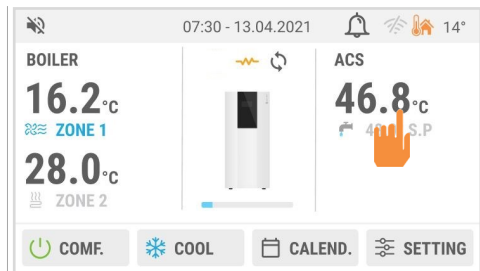 07:30 - 13.04.2021
14°
BOILER
16.2°c
ZONE 1
28.0°c
ZONE 2
ACS
46.8°c
S.P
COMF.
COOL
CALEND.
SETTING